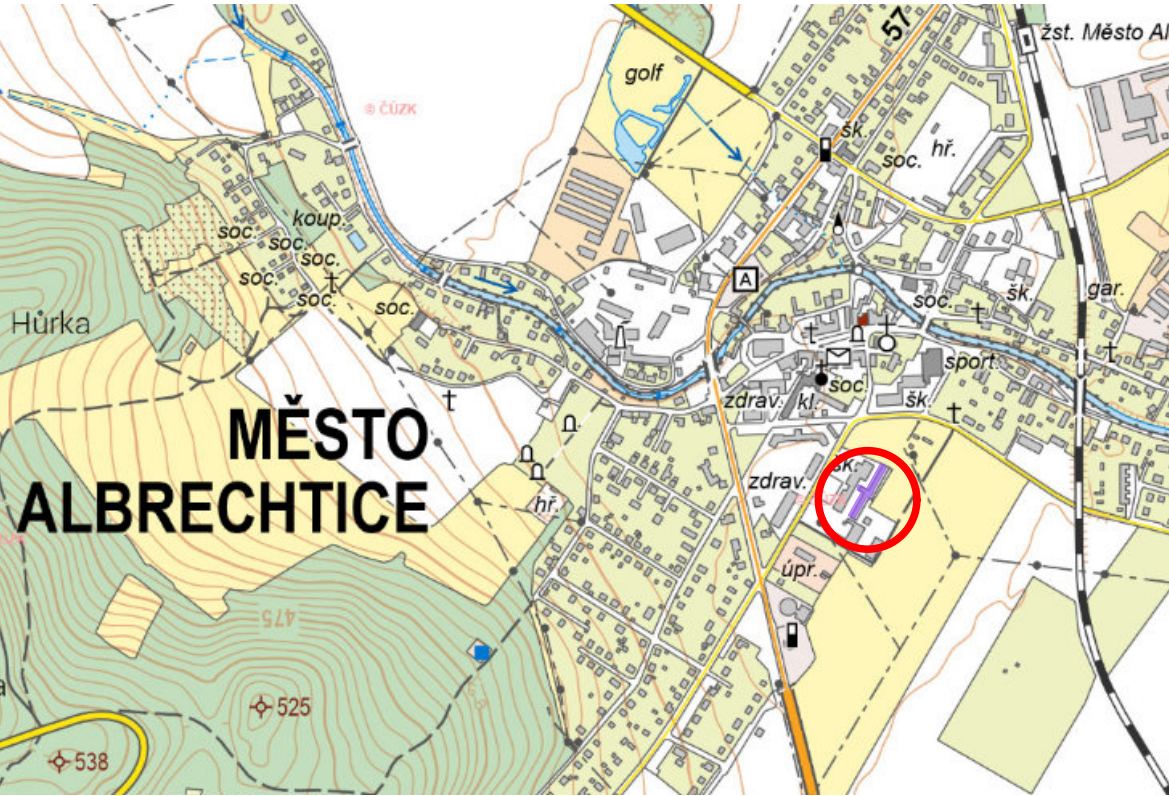 57
žst. Město Al
golf
© ČÚZK
šk.
soc.
hř.
koup.
soc.
soc.
soc.
soc.
soc.
soc.
A
soc.
šk.
gar.
Hůrka
sport.
zdrav.
kl.
soc.
šk.
MĚSTO
ALBRECHTICE
šk.
zdrav.
hř.
úpr.
475
525
538